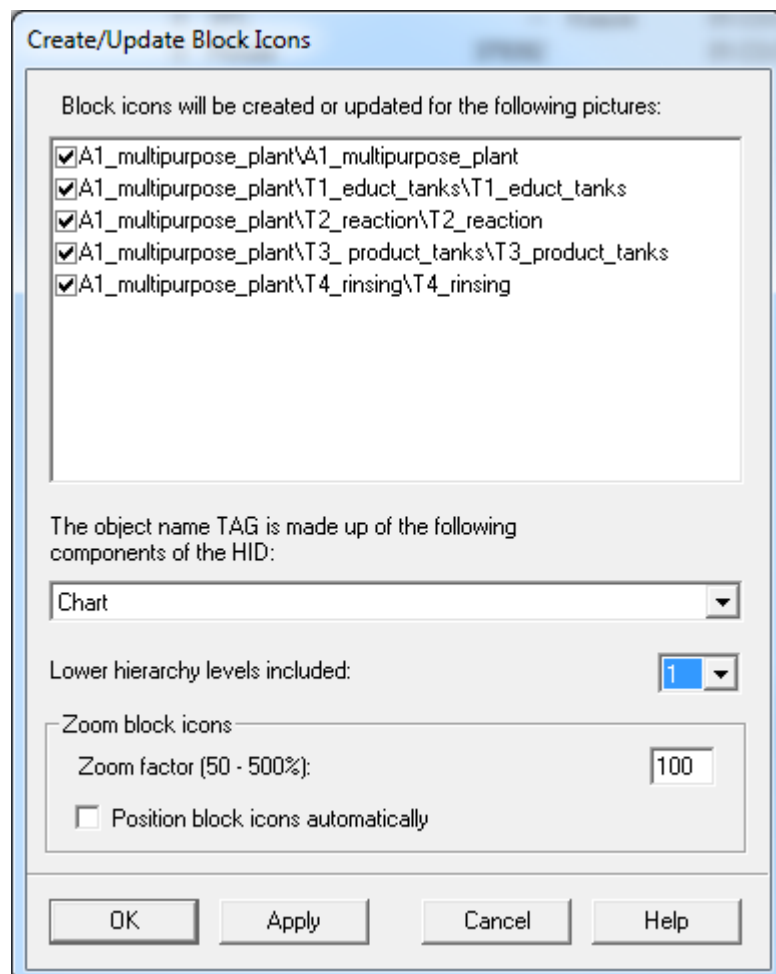 Create/Update Block Icons
Block icons will be created or updated for the following pictures:
A1_multipurpose_plant\A1_multipurpose_plant
A1_multipurpose_plant\T1_educt_tanks\T1_educt_tanks
A1_multipurpose_plant\T2_reaction\T2_reaction
A1_multipurpose_plant\T3_ product_tanks\T3_product_tanks
A1_multipurpose_plant\T4_rinsing\T4_rinsing
The object name TAG is made up of the following
components of the HID:
Chart
Lower hierarchy levels included: 1
Zoom block icons
Zoom factor (50 - 500%): 100
Position block icons automatically
OK Apply Cancel Help